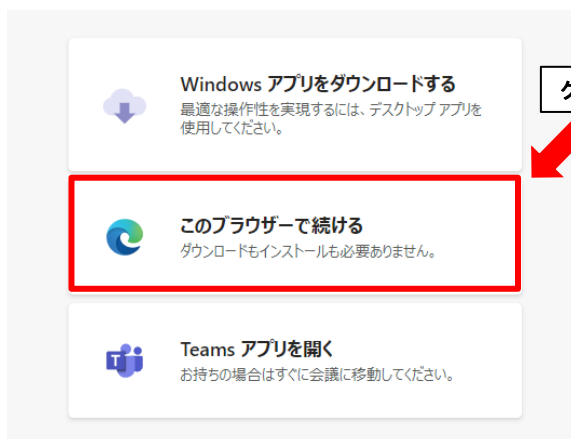 Windows アプリをダウンロードする
最適な操作性を実現するには、デスクトップ アプリを
使用してください。
このブラウザーで続ける
ダウンロードもインストールも必要ありません。
Teams アプリを開く
お持ちの場合はすぐに会議に移動してください。